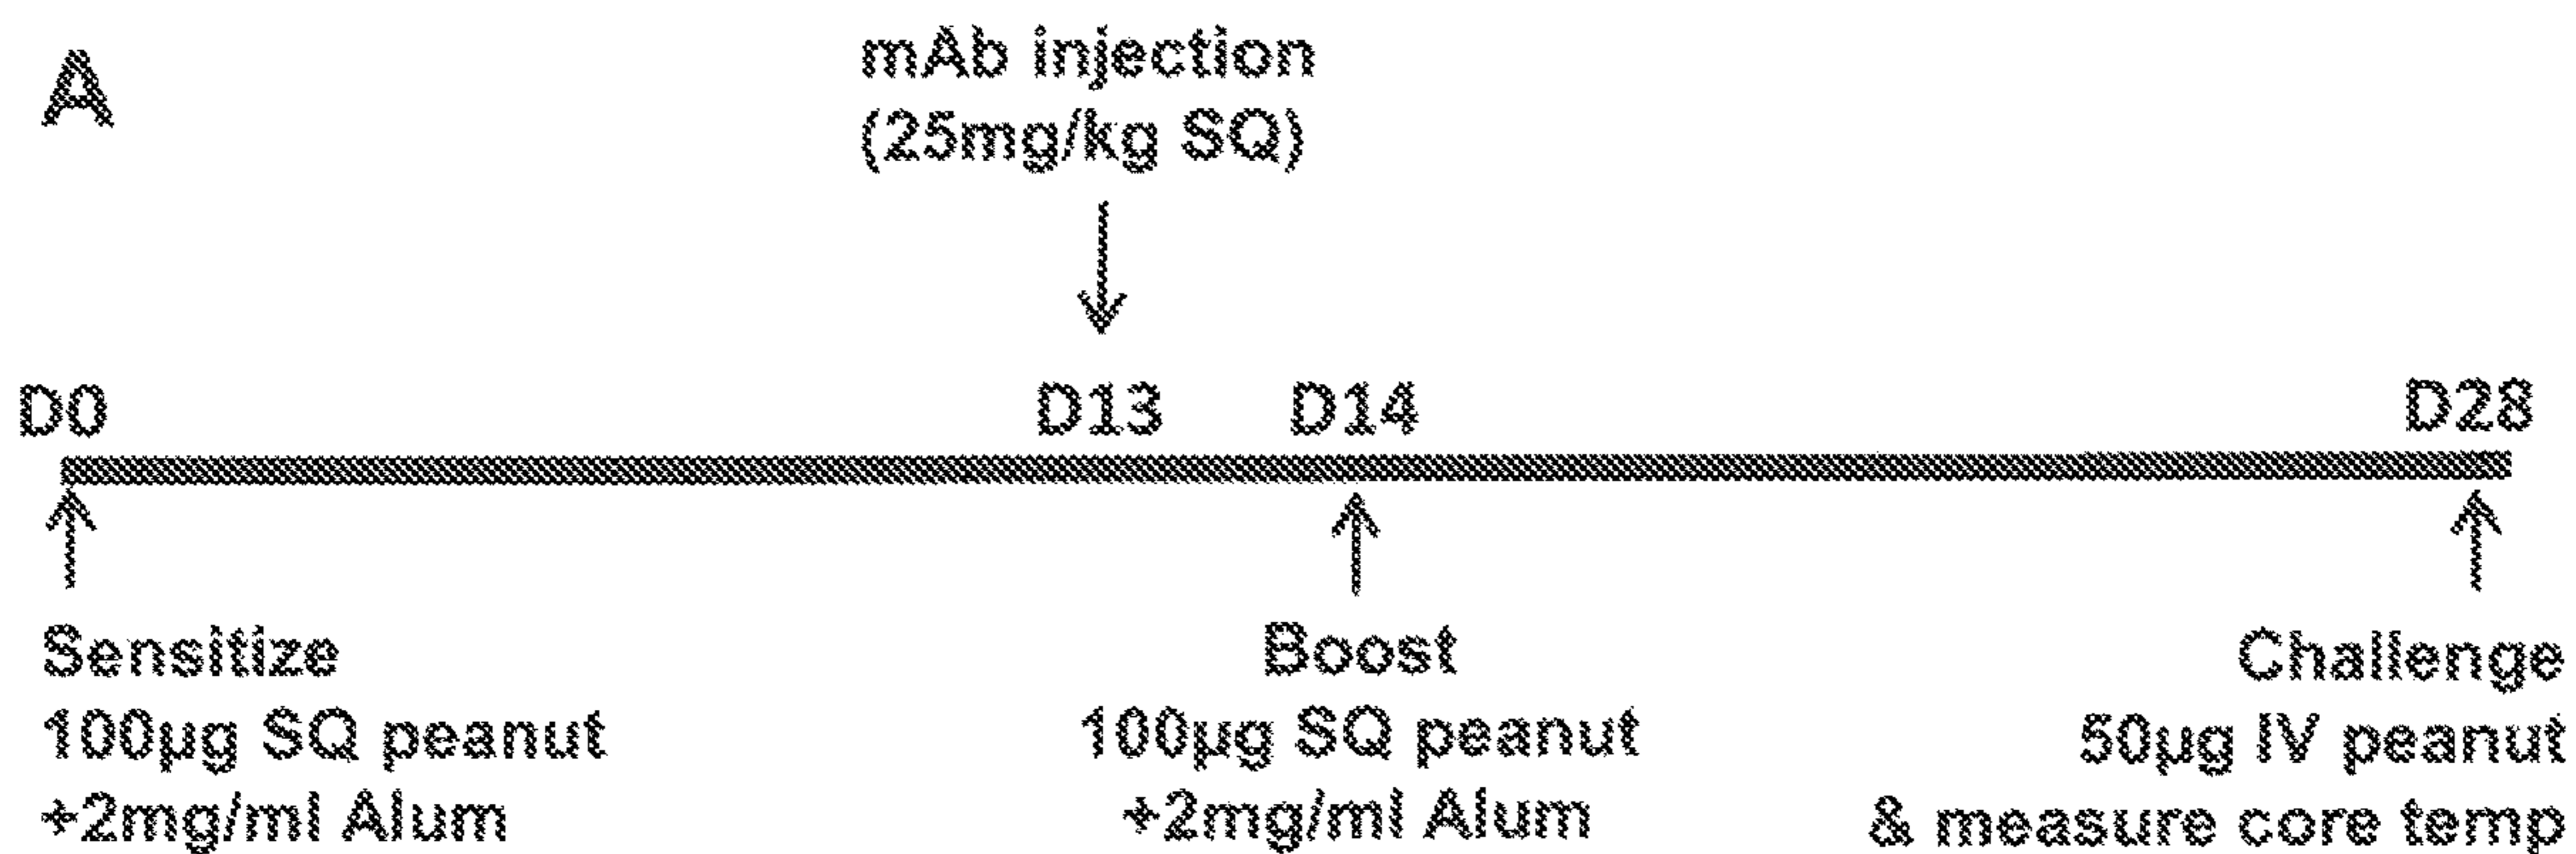 A
mAb injection
(25mg/kg SQ)
D0 D13 D14 D28
Sensitize
100µg SQ peanut
+2mg/ml Alum
Boost
100µg SQ peanut
+2mg/ml Alum
Challenge
50µg IV peanut
& measure core temp